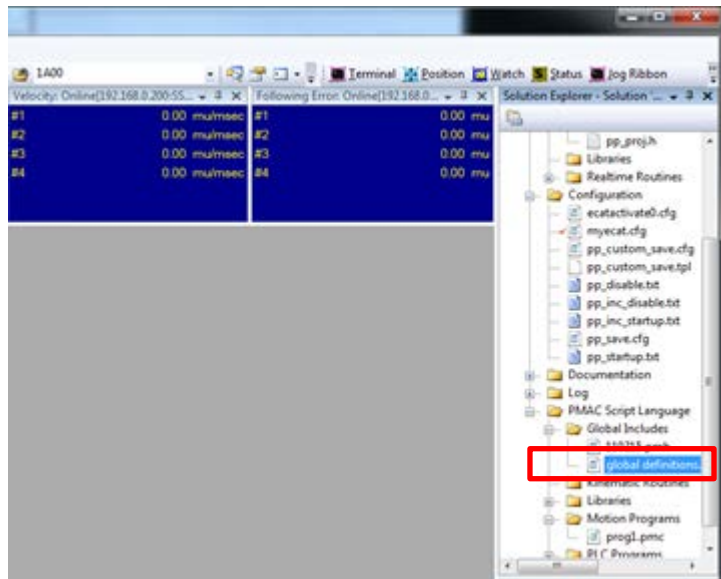 1A00
Terminal Position Watch Status Jog Ribbon
Velocity: Online[192.168.0.200:SS...
#1 0.00 mu/msec
#2 0.00 mu/msec
#3 0.00 mu/msec
#4 0.00 mu/msec
Following Error: Online[192.168.0...
#1 0.00 mu
#2 0.00 mu
#3 0.00 mu
#4 0.00 mu
Solution Explorer - Solution '...
pp_proj.h
Libraries
Realtime Routines
Configuration
ecatactivate0.cfg
myecat.cfg
pp_custom_save.cfg
pp_custom_save.tpl
pp_disable.txt
pp_inc_disable.txt
pp_inc_startup.txt
pp_save.cfg
pp_startup.txt
Documentation
Log
PMAC Script Language
Global Includes
global definitions.
Kinematic Routines
Libraries
Motion Programs
prog1.pmc
PLC Programs